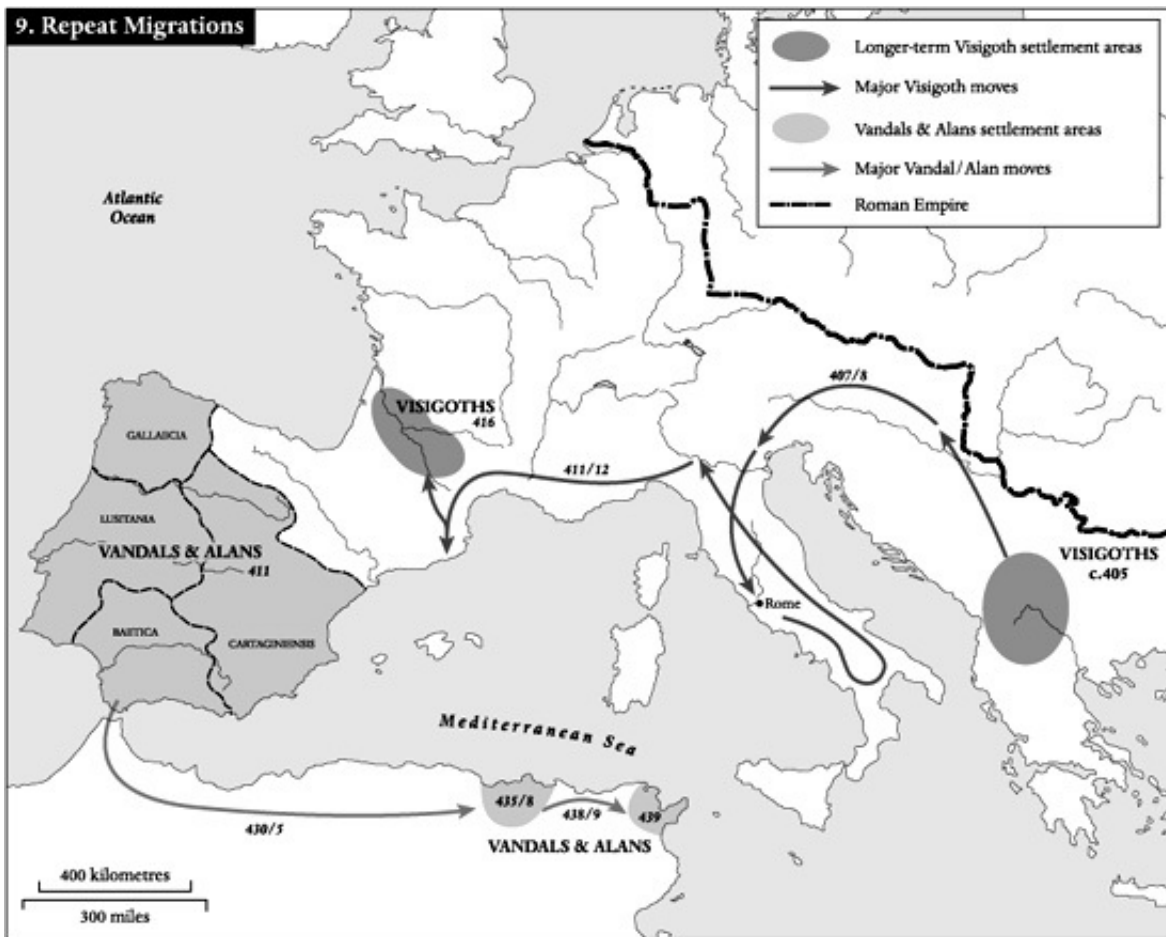 9. Repeat Migrations
Longer-term Visigoth settlement areas
Major Visigoth moves
Vandals & Alans settlement areas
Major Vandal/Alan moves
Roman Empire
Atlantic
Ocean
407/8
VISIGOTHS
416
GALLAECIA
411/12
LUSITANIA
VANDALS & ALANS
411
VISIGOTHS
c.405
Rome
BAETICA
CARTAGINIENSIS
Mediterranean Sea
435/8
439
430/5
438/9
VANDALS & ALANS
400 kilometres
300 miles